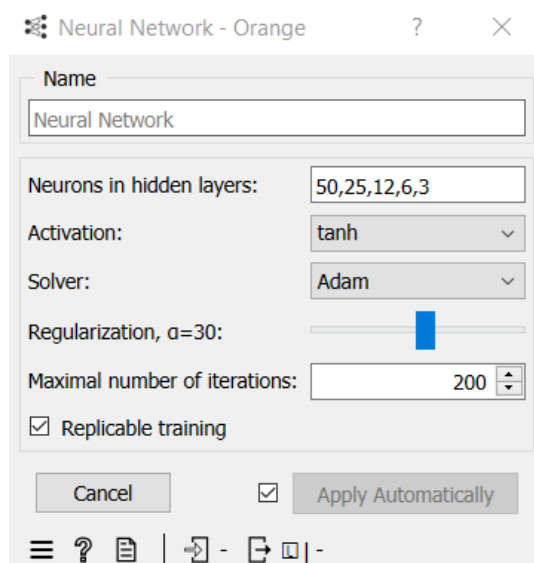 Neural Network - Orange ?
Name
Neural Network
Neurons in hidden layers: 50,25,12,6,3
Activation: tanh
Solver: Adam
Regularization, α=30:
Maximal number of iterations: 200
Replicable training
Cancel Apply Automatically
? | - | -